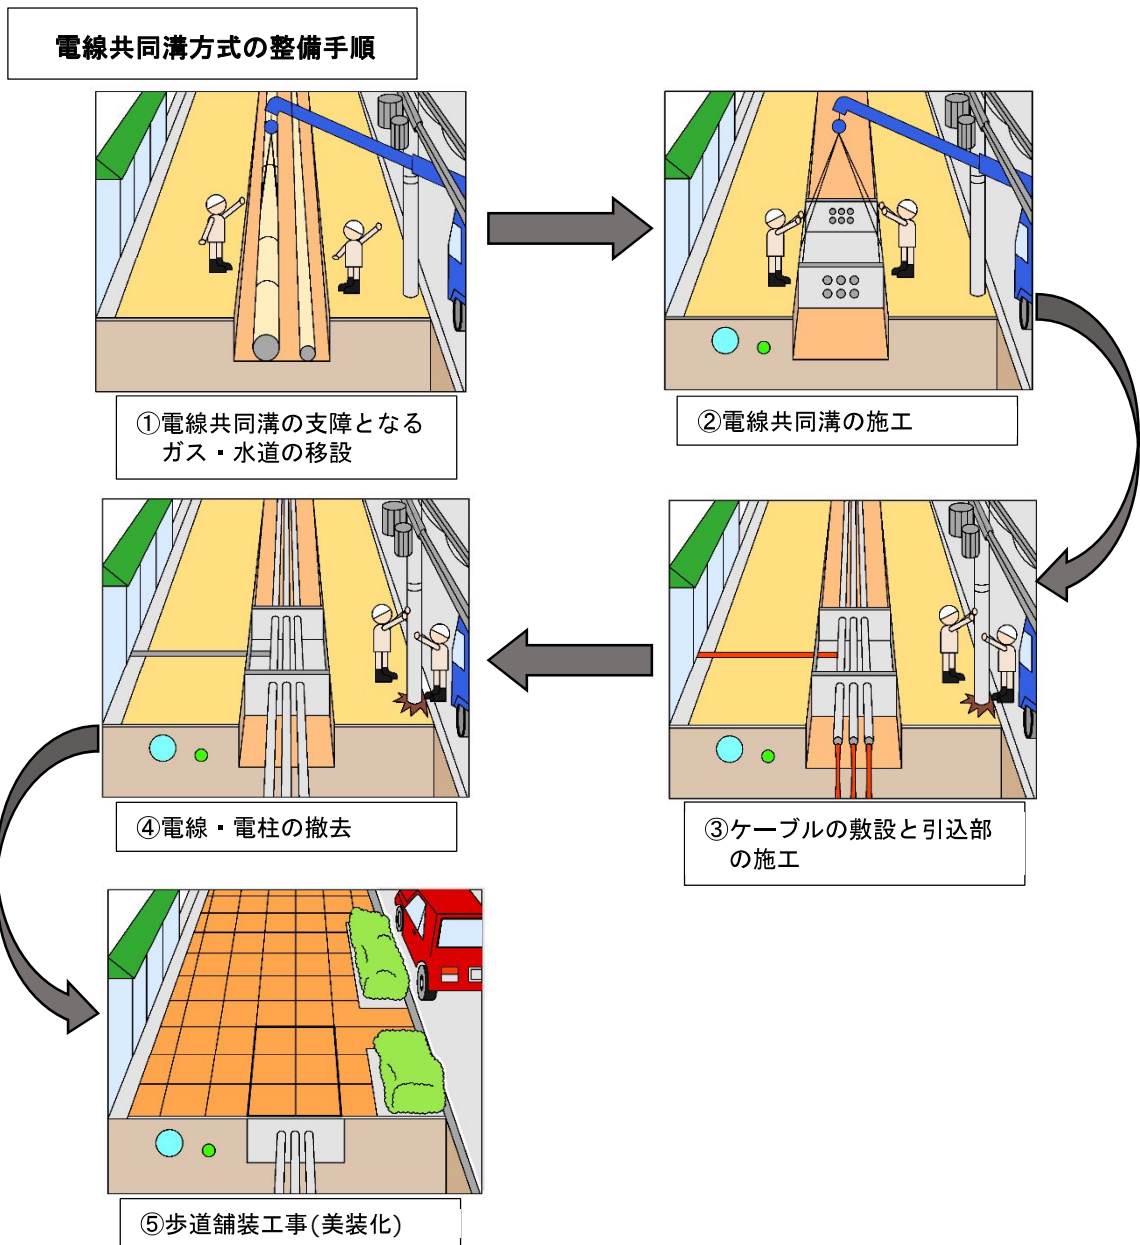 電線共同溝方式の整備手順
①電線共同溝の支障となる
ガス・水道の移設
②電線共同溝の施工
③ケーブルの敷設と引込部
の施工
④電線・電柱の撤去
⑤歩道舗装工事(美装化)